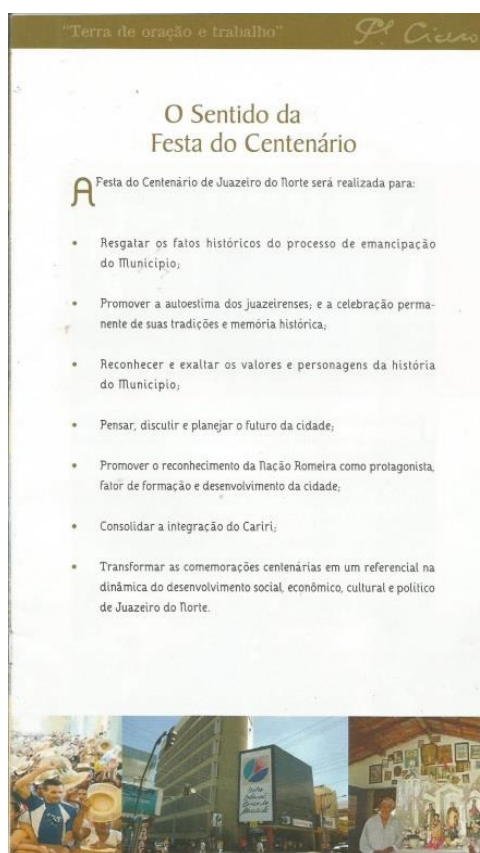 "Terra de oração e trabalho"
Pe. Cícero
O Sentido da
Festa do Centenário
A Festa do Centenário de Juazeiro do Norte será realizada para:
• Resgatar os fatos históricos do processo de emancipação
do Município;
• Promover a autoestima dos juazeirenses; e a celebração perma-
nente de suas tradições e memória histórica;
• Reconhecer e exaltar os valores e personagens da história
do Município;
• Pensar, discutir e planejar o futuro da cidade;
• Promover o reconhecimento da Nação Romeira como protagonista,
fator de formação e desenvolvimento da cidade;
• Consolidar a integração do Cariri;
• Transformar as comemorações centenárias em um referencial na
dinâmica do desenvolvimento social, econômico, cultural e político
de Juazeiro do Norte.